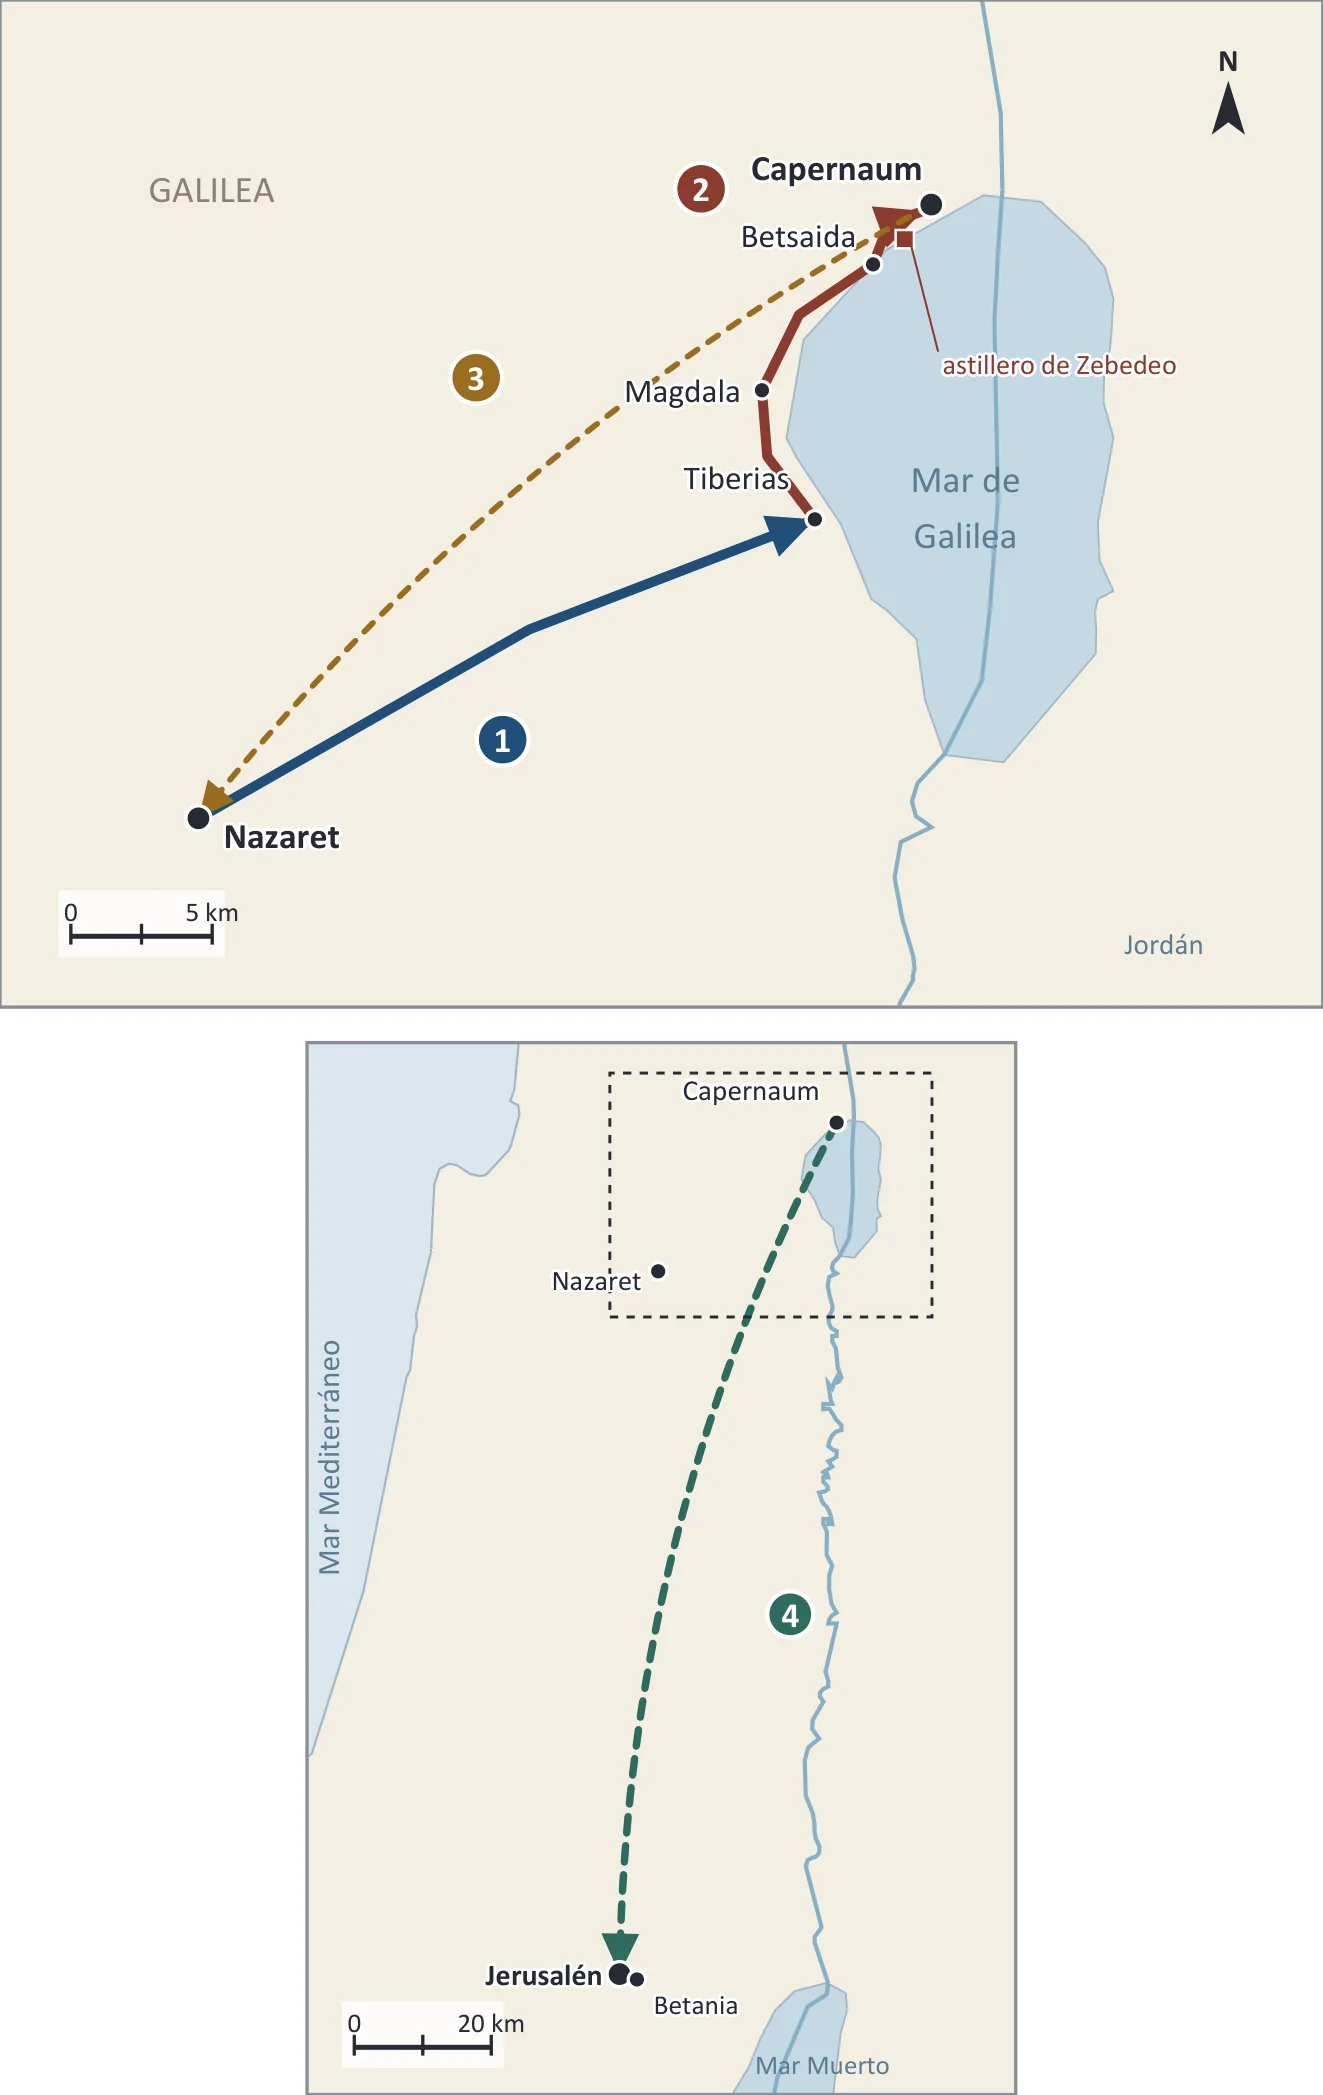 N
GALILEA
2
Capernaum
Betsaida
3
astillero de Zebedeo
Magdala
Tiberias
Mar de
Galilea
1
Nazaret
0 5 km
Jordán
Capernaum
Nazaret
Mar Mediterráneo
4
Jerusalén
Betania
0 20 km
Mar Muerto